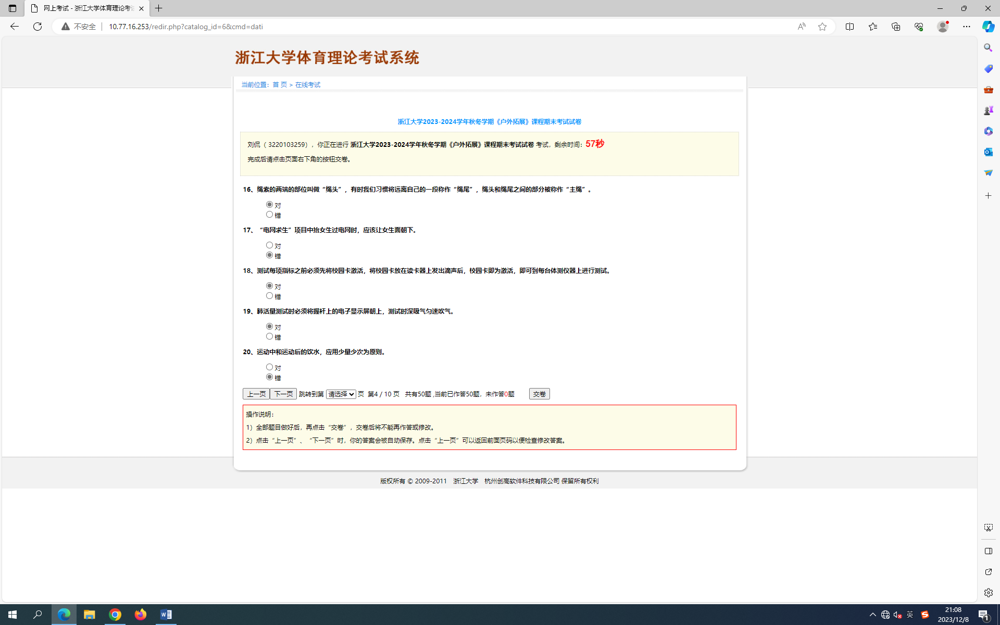 网上考试 - 浙江大学体育理论考试
不安全 10.77.16.253/redir.php?catalog_id=6&cmd=dati
浙江大学体育理论考试系统
当前位置：首 页 > 在线考试
浙江大学2023-2024学年秋冬学期《户外拓展》课程期末考试试卷
刘侃（ 3220103259），你正在进行 浙江大学2023-2024学年秋冬学期《户外拓展》课程期末考试试卷 考试，剩余时间：57秒
完成后请点击页面右下角的按钮交卷。
16、绳索的两端的部位叫做“绳头”，有时我们习惯将远离自己的一段称作“绳尾”，绳头和绳尾之间的部分被称作“主绳”。
对
错
17、“电网求生”项目中抬女生过电网时，应该让女生面朝下。
对
错
18、测试每项指标之前必须先将校园卡激活，将校园卡放在读卡器上发出滴声后，校园卡即为激活，即可到每台体测仪器上进行测试。
对
错
19、肺活量测试时必须将握杆上的电子显示屏朝上，测试时深吸气匀速吹气。
对
错
20、运动中和运动后的饮水，应用少量少次为原则。
对
错
上一页 下一页 跳转到第 请选择 页 第4 / 10 页 共有50题 ,当前已作答50题，未作答0题 交卷
操作说明：
1）全部题目做好后，再点击“交卷”，交卷后将不能再作答或修改。
2）点击“上一页”、“下一页”时，你的答案会被自动保存。点击“上一页”可以返回前面页码以便检查修改答案。
版权所有 © 2009-2011 浙江大学 杭州创高软件科技有限公司 保留所有权利
英
21:08
2023/12/8
1